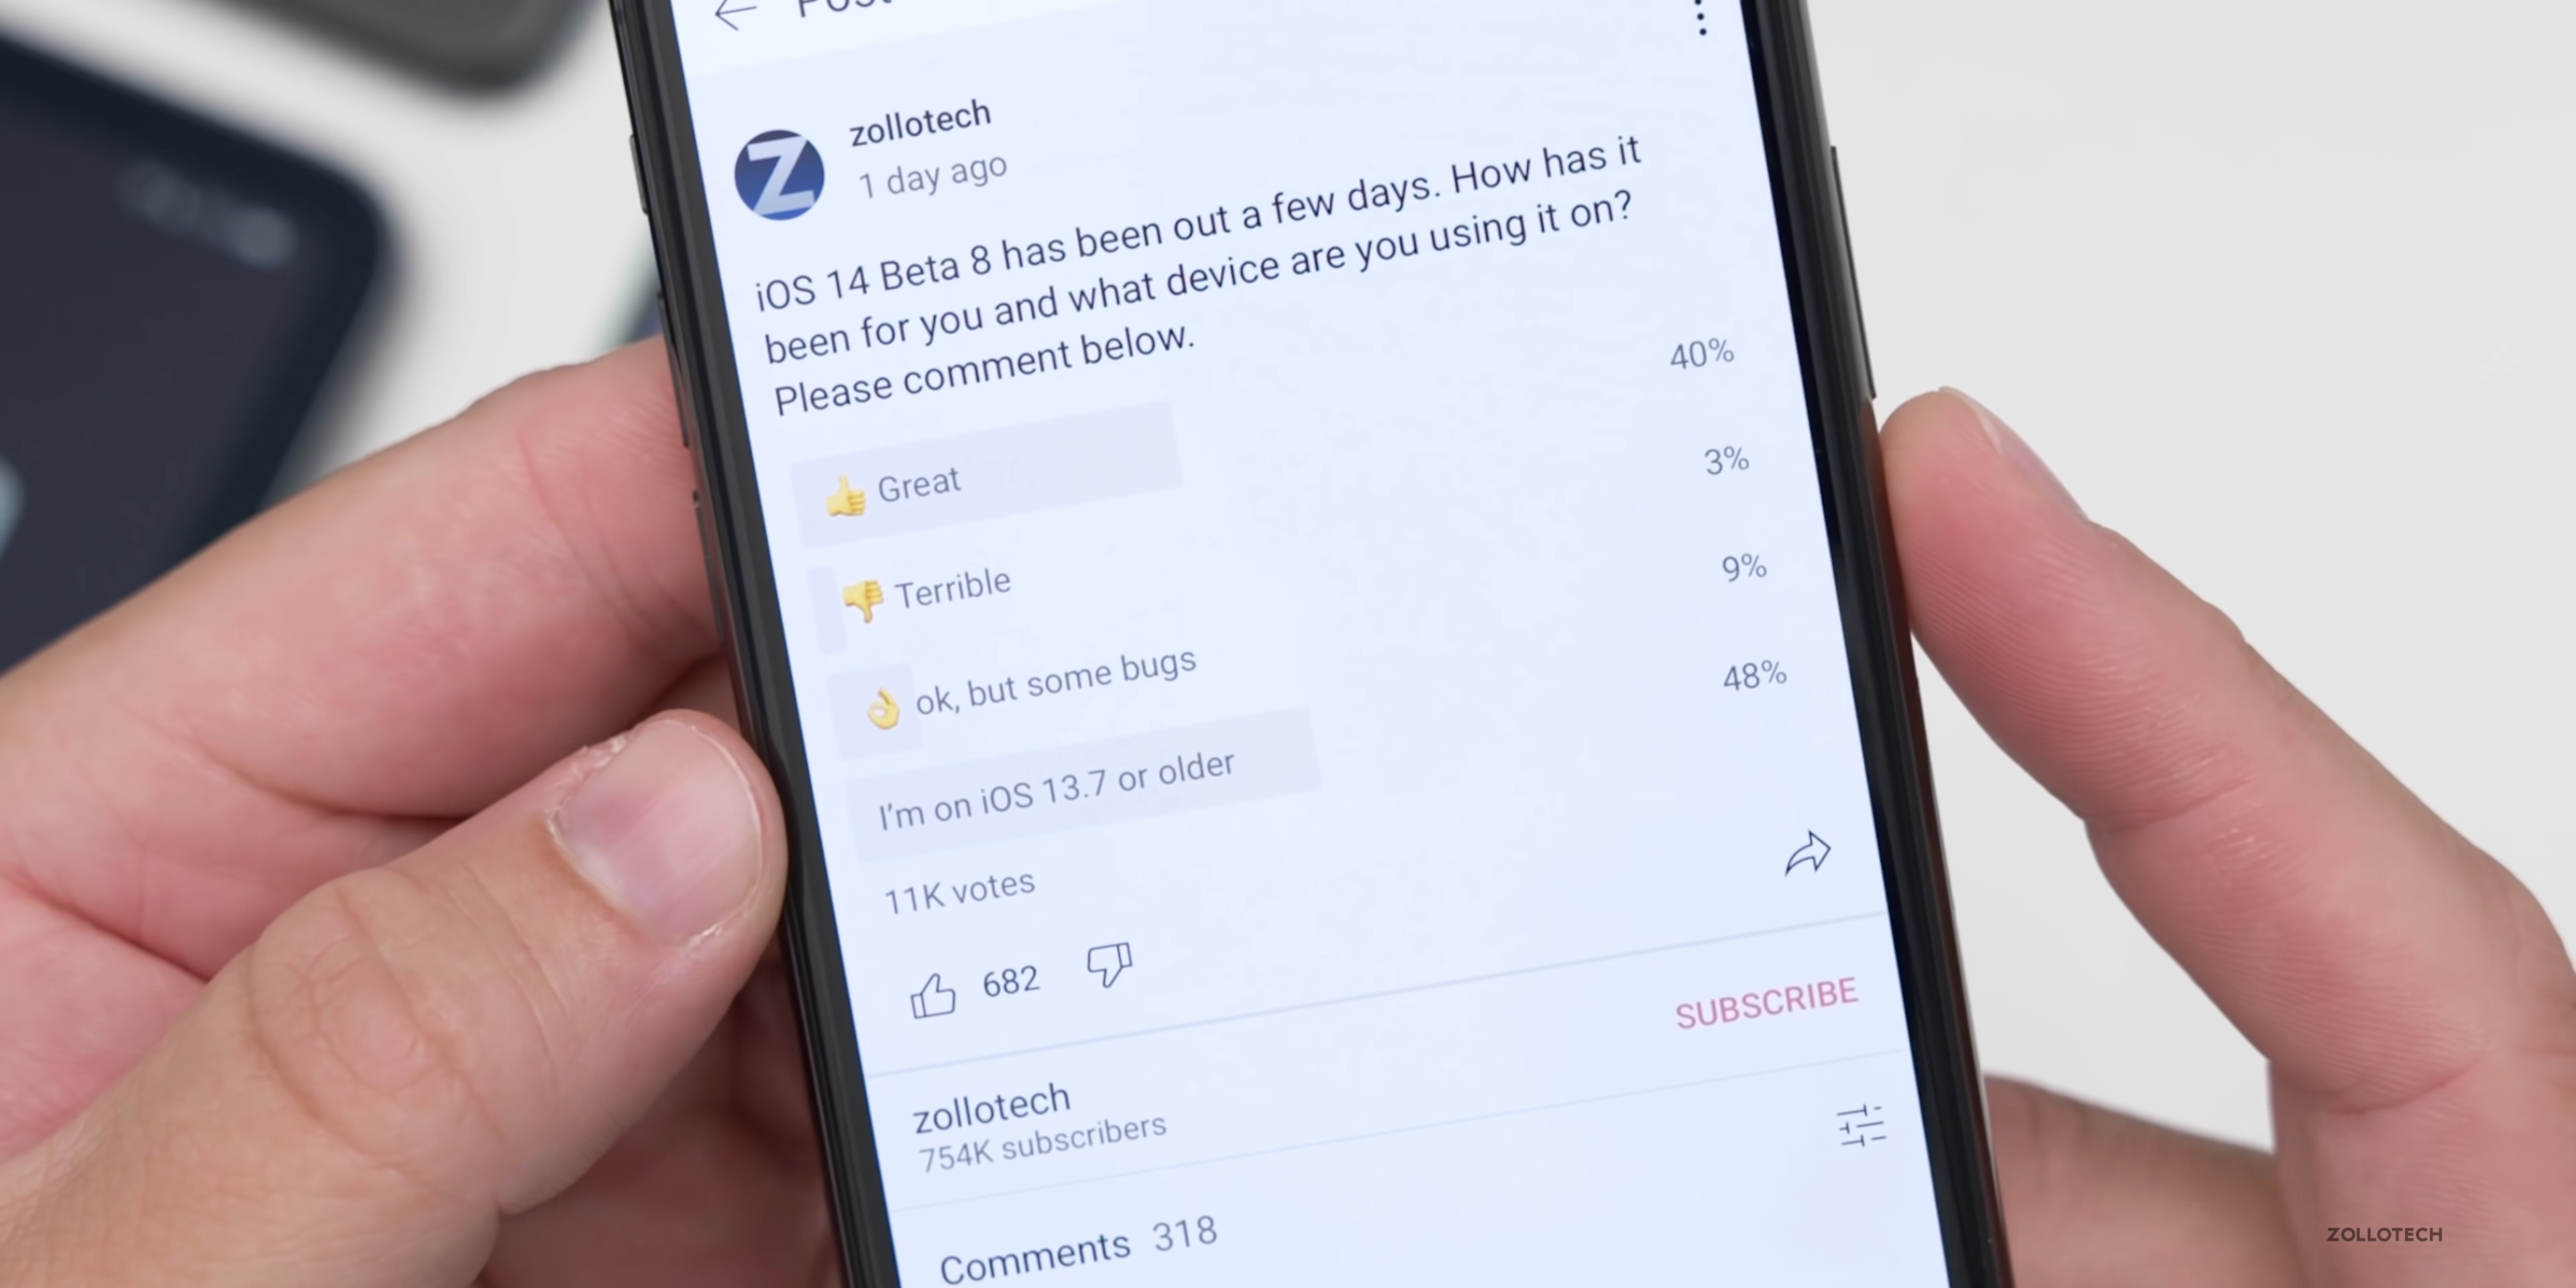 Post
zollotech
1 day ago
iOS 14 Beta 8 has been out a few days. How has it
been for you and what device are you using it on?
Please comment below.
👍 Great 40%
👎 Terrible 3%
👌 ok, but some bugs 9%
I'm on iOS 13.7 or older 48%
11K votes
682
SUBSCRIBE
zollotech
754K subscribers
Comments 318
ZOLLOTECH